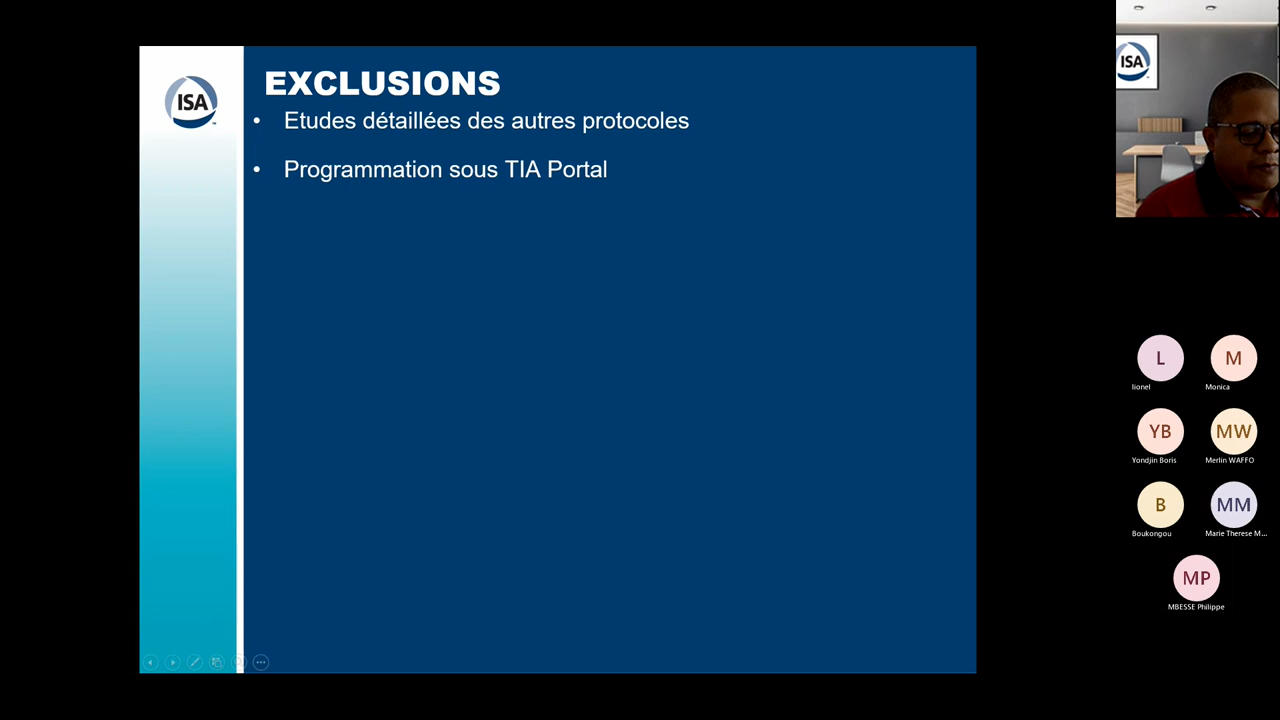 ISA
EXCLUSIONS
• Etudes détaillées des autres protocoles
• Programmation sous TIA Portal
ISA
L
lionel
M
Monica
YB
Yondjin Boris
MW
Merlin WAFFO
B
Boukongou
MM
Marie Therese M...
MP
MBESSE Philippe